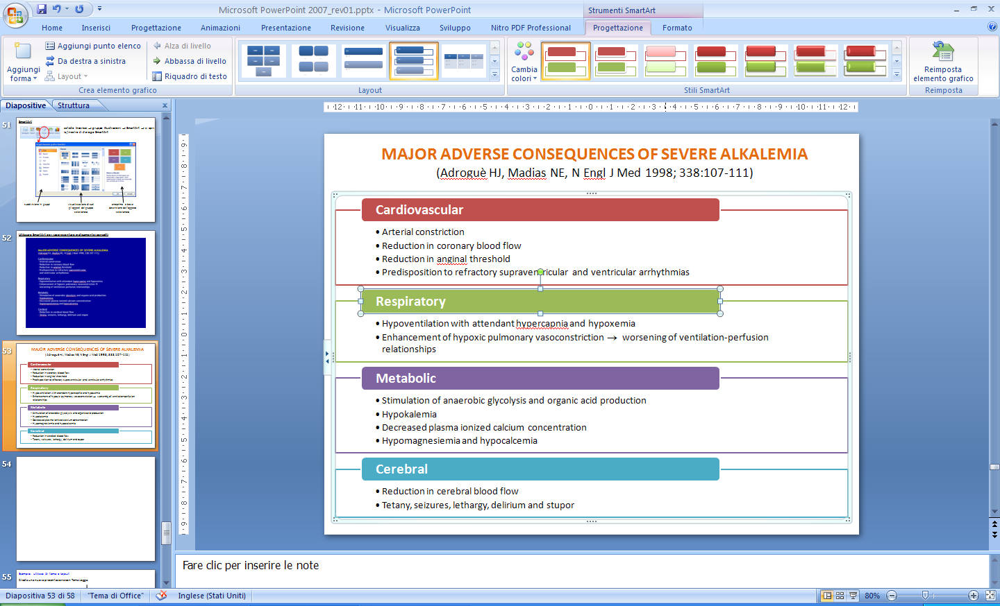 Microsoft PowerPoint 2007_rev01.pptx - Microsoft PowerPoint
Strumenti SmartArt
Home Inserisci Progettazione Animazioni Presentazione Revisione Visualizza Sviluppo Nitro PDF Professional Progettazione Formato
Aggiungi forma
Aggiungi punto elenco
Da destra a sinistra
Layout
Alza di livello
Abbassa di livello
Riquadro di testo
Cambia colori
Reimposta elemento grafico
Crea elemento grafico
Layout
Stili SmartArt
Reimposta
Diapositive Struttura
51
52
53
54
55
MAJOR ADVERSE CONSEQUENCES OF SEVERE ALKALEMIA
(Adroguè HJ, Madias NE, N Engl J Med 1998; 338:107-111)
Cardiovascular
• Arterial constriction
• Reduction in coronary blood flow
• Reduction in anginal threshold
• Predisposition to refractory supraventricular and ventricular arrhythmias
Respiratory
• Hypoventilation with attendant hypercapnia and hypoxemia
• Enhancement of hypoxic pulmonary vasoconstriction → worsening of ventilation-perfusion
relationships
Metabolic
• Stimulation of anaerobic glycolysis and organic acid production
• Hypokalemia
• Decreased plasma ionized calcium concentration
• Hypomagnesiemia and hypocalcemia
Cerebral
• Reduction in cerebral blood flow
• Tetany, seizures, lethargy, delirium and stupor
Fare clic per inserire le note
Diapositiva 53 di 58
"Tema di Office"
Inglese (Stati Uniti)
80%